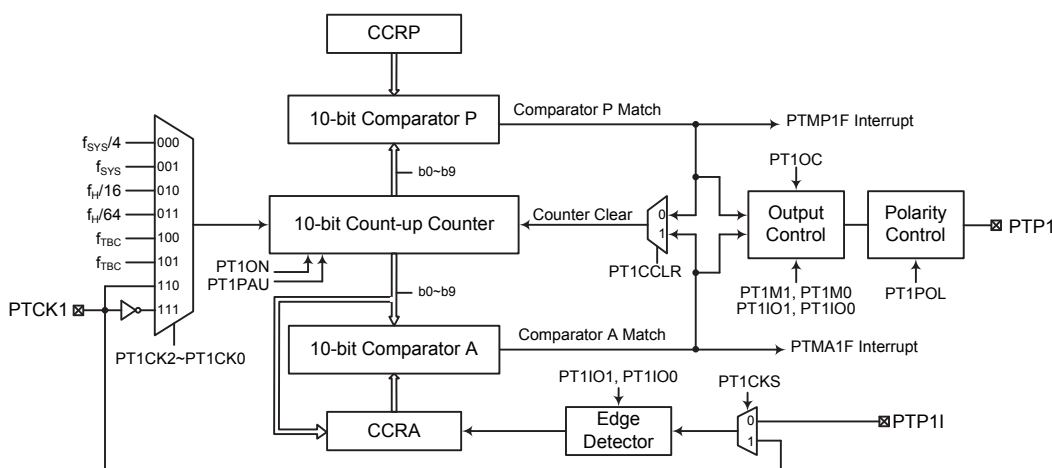 CCRP
10-bit Comparator P
Comparator P Match
PTMP1F Interrupt
fSYS/4
000
fSYS
001
fH/16
010
fH/64
011
fTBC
100
fTBC
101
110
111
PTCK1
PT1CK2~PT1CK0
b0~b9
10-bit Count-up Counter
PT1ON
PT1PAU
Counter Clear
0
1
PT1CCLR
PT1OC
Output
Control
Polarity
Control
PTP1
PT1M1, PT1M0
PT1IO1, PT1IO0
PT1POL
b0~b9
10-bit Comparator A
Comparator A Match
PTMA1F Interrupt
CCRA
PT1IO1, PT1IO0
Edge
Detector
PT1CKS
0
1
PTP1I